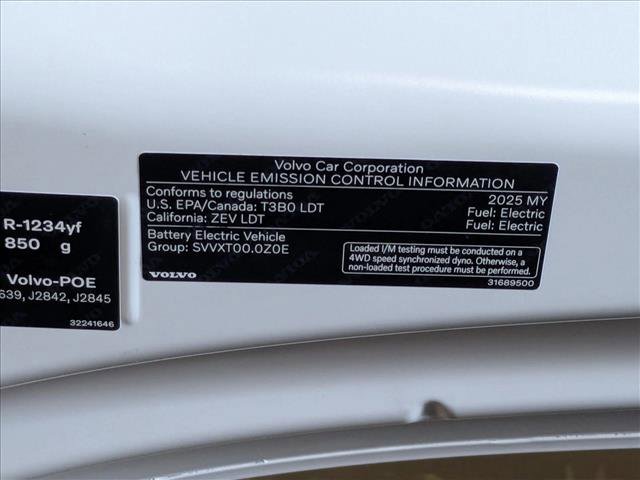 Volvo Car Corporation
VEHICLE EMISSION CONTROL INFORMATION
Conforms to regulations 2025 MY
U.S. EPA/Canada: T3B0 LDT Fuel: Electric
California: ZEV LDT Fuel: Electric
Battery Electric Vehicle
Group: SVVXT00.0Z0E
Loaded I/M testing must be conducted on a
4WD speed synchronized dyno. Otherwise, a
non-loaded test procedure must be performed.
VOLVO 31689500
R-1234yf
850 g
Volvo-POE
639, J2842, J2845
32241646